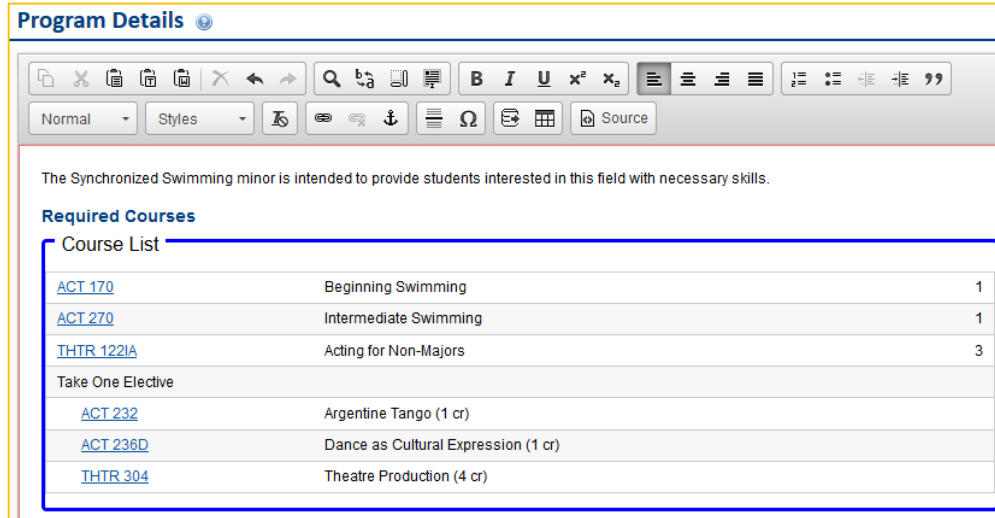 Program Details
B I U x² x₂
Normal Styles Ω Source
The Synchronized Swimming minor is intended to provide students interested in this field with necessary skills.
Required Courses
Course List
ACT 170 Beginning Swimming 1
ACT 270 Intermediate Swimming 1
THTR 122IA Acting for Non-Majors 3
Take One Elective
ACT 232 Argentine Tango (1 cr)
ACT 236D Dance as Cultural Expression (1 cr)
THTR 304 Theatre Production (4 cr)